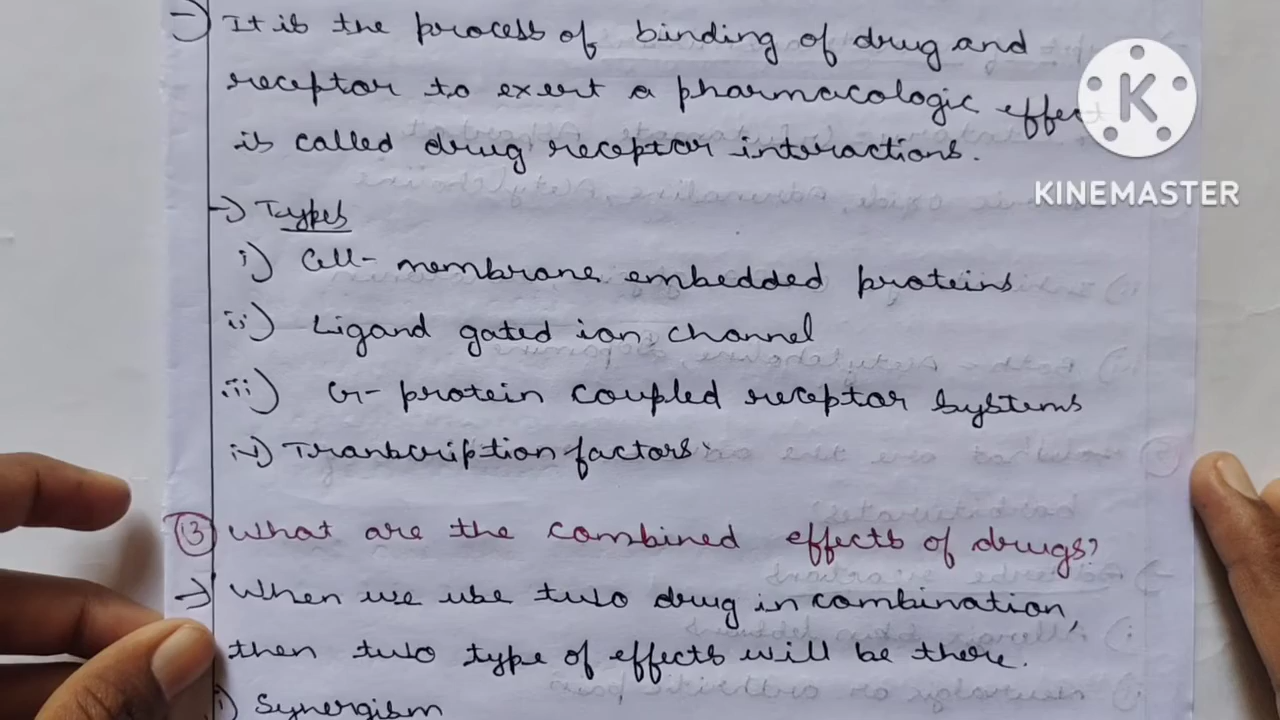 →) It is the process of binding of drug and
receptor to exert a pharmacologic effect
is called drug receptor interactions.
→) Types
i) Cell-membrane embedded proteins
ii) Ligand gated ion channel
iii) G-protein coupled receptor systems
iv) Transcription factors
13 What are the combined effects of drugs?
→ When we use two drug in combination,
then two type of effects will be there.
i) Synergism
K
KINEMASTER